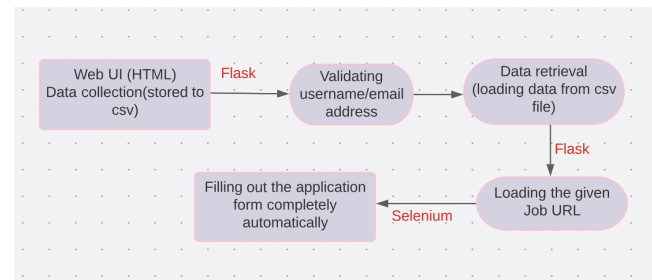 Web UI (HTML)
Data collection(stored to
csv)
Flask
Validating
username/email
address
Data retrieval
(loading data from csv
file)
Flask
Loading the given
Job URL
Selenium
Filling out the application
form completely
automatically